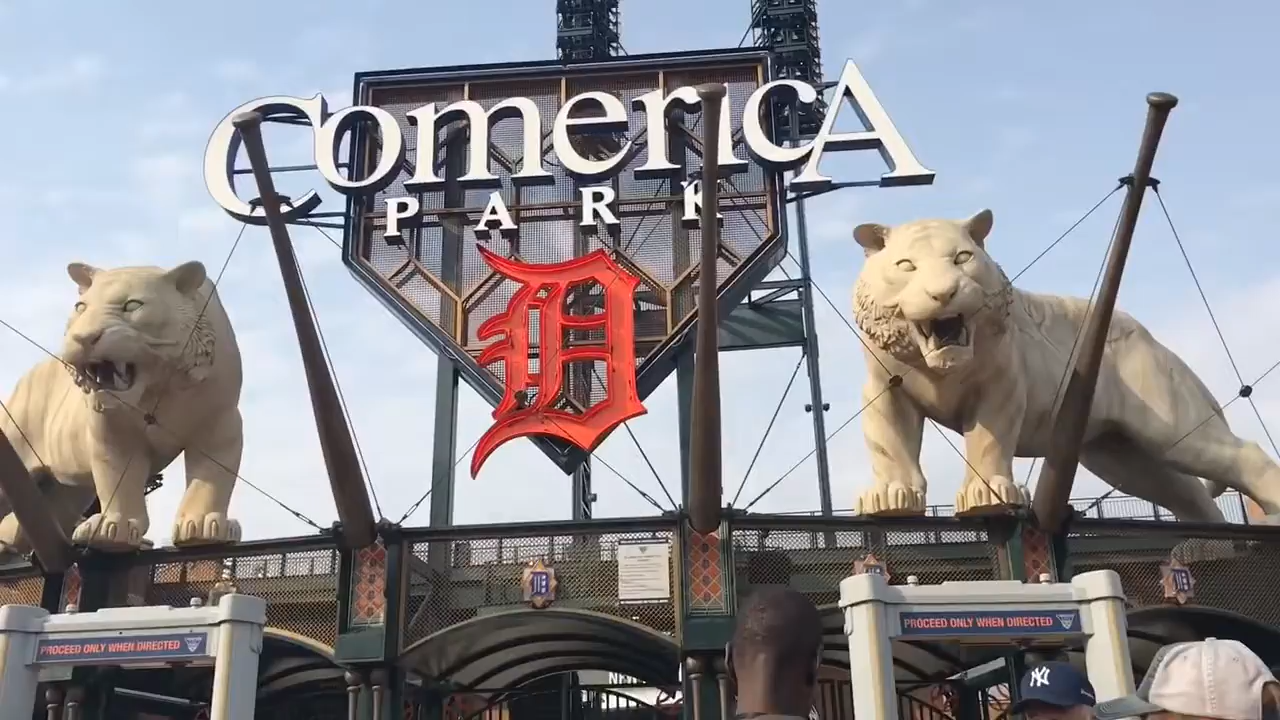 ComericA
PARK
D
PROCEED ONLY WHEN DIRECTED
PROCEED ONLY WHEN DIRECTED
NY